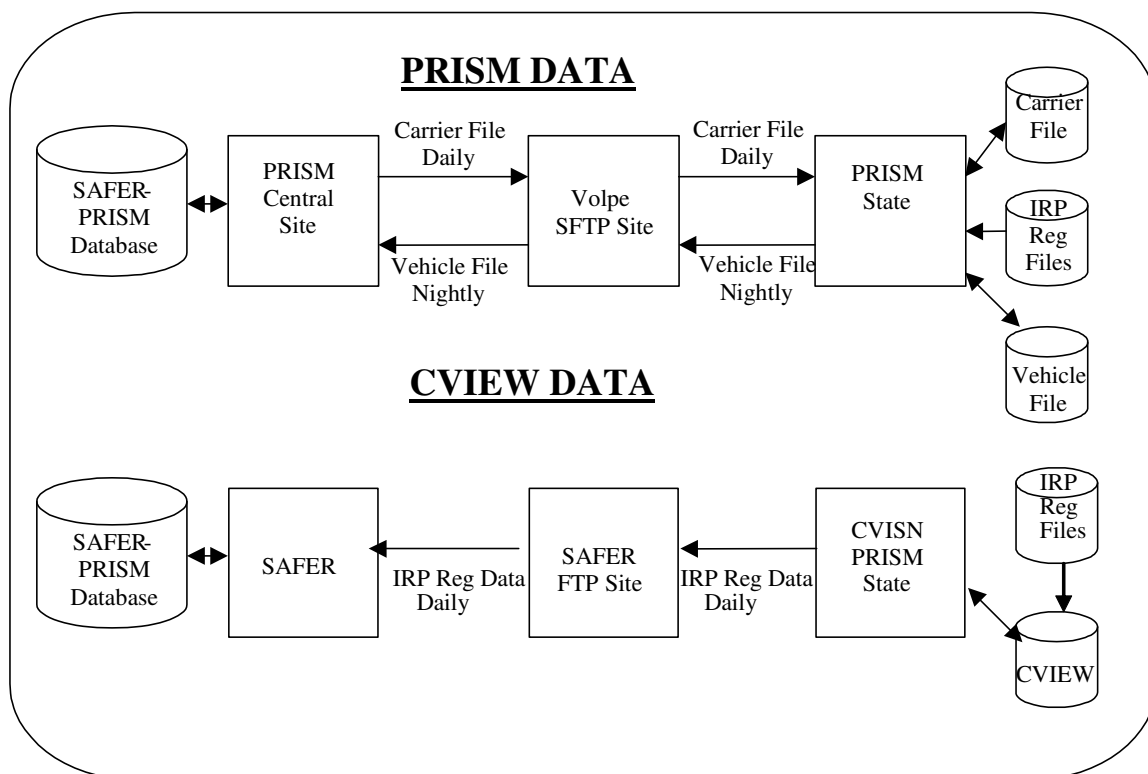 PRISM DATA
SAFER-
PRISM
Database
PRISM
Central
Site
Carrier File
Daily
Vehicle File
Nightly
Volpe
SFTP Site
Carrier File
Daily
Vehicle File
Nightly
PRISM
State
Carrier
File
IRP
Reg
Files
Vehicle
File
CVIEW DATA
SAFER-
PRISM
Database
SAFER
IRP Reg Data
Daily
SAFER
FTP Site
IRP Reg Data
Daily
CVISN
PRISM
State
IRP
Reg
Files
CVIEW